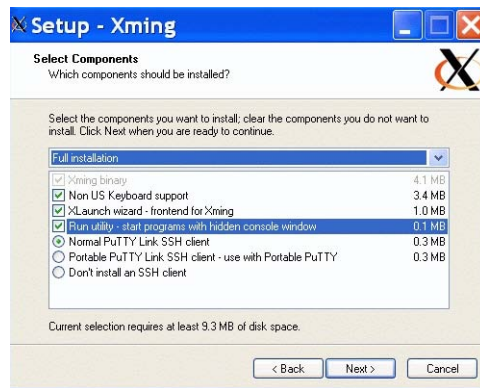 Setup - Xming
Select Components
Which components should be installed?
Select the components you want to install; clear the components you do not want to
install. Click Next when you are ready to continue.
Full installation
Xming binary 4.1 MB
Non US Keyboard support 3.4 MB
XLaunch wizard - frontend for Xming 1.0 MB
Run utility - start programs with hidden console window 0.1 MB
Normal PuTTY Link SSH client 0.3 MB
Portable PuTTY Link SSH client - use with Portable PuTTY 0.3 MB
Don't install an SSH client
Current selection requires at least 9.3 MB of disk space.
< Back Next > Cancel